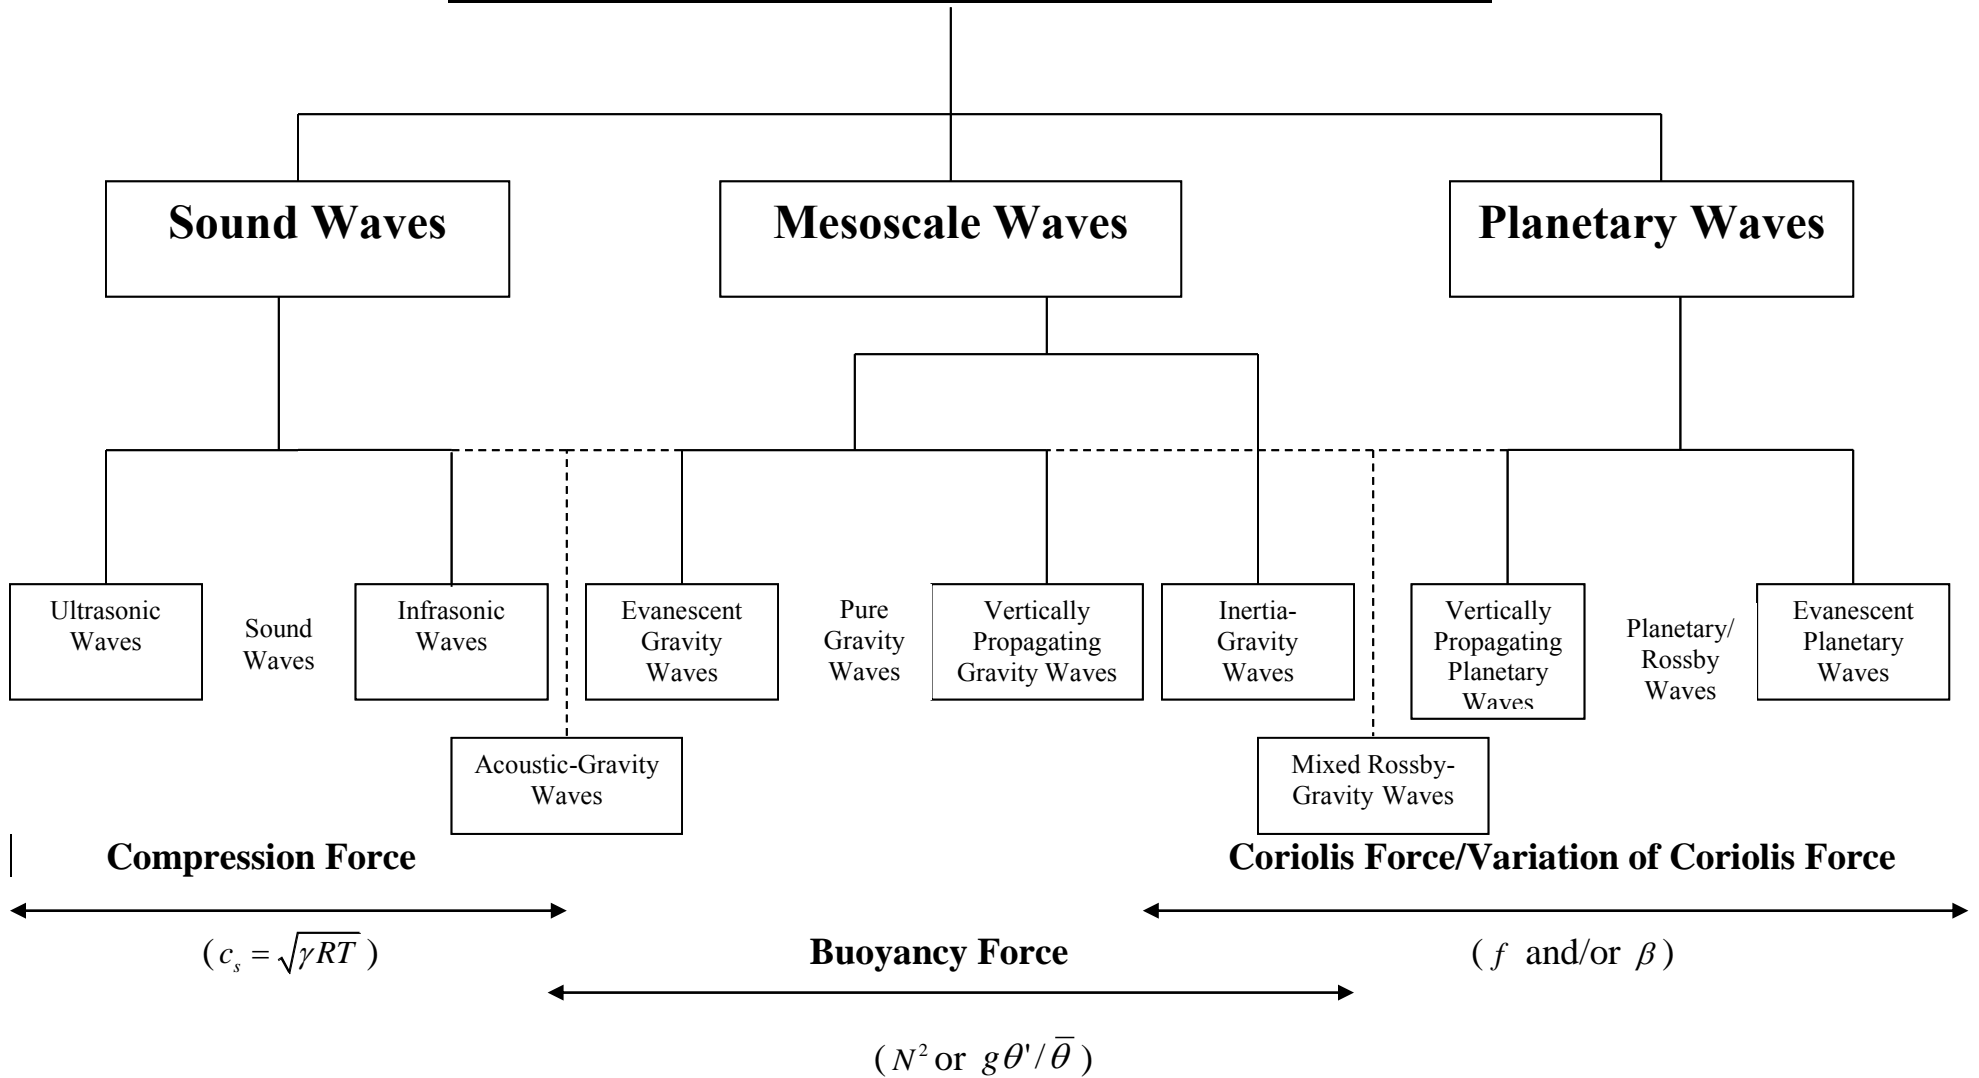 Sound Waves
Mesoscale Waves
Planetary Waves
Ultrasonic
Waves
Sound
Waves
Infrasonic
Waves
Evanescent
Gravity
Waves
Pure
Gravity
Waves
Vertically
Propagating
Gravity Waves
Inertia-
Gravity
Waves
Vertically
Propagating
Planetary
Waves
Planetary/
Rossby
Waves
Evanescent
Planetary
Waves
Acoustic-Gravity
Waves
Mixed Rossby-
Gravity Waves
Compression Force
Coriolis Force/Variation of Coriolis Force
( c_s = √γRT )
Buoyancy Force
( f and/or β )
( N² or gθ'/θ̅ )